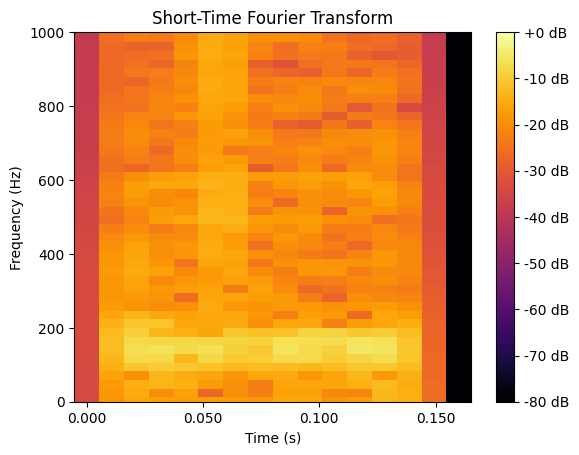 Short-Time Fourier Transform
1000
800
600
400
200
0
Frequency (Hz)
0.000
0.050
0.100
0.150
Time (s)
+0 dB
-10 dB
-20 dB
-30 dB
-40 dB
-50 dB
-60 dB
-70 dB
-80 dB